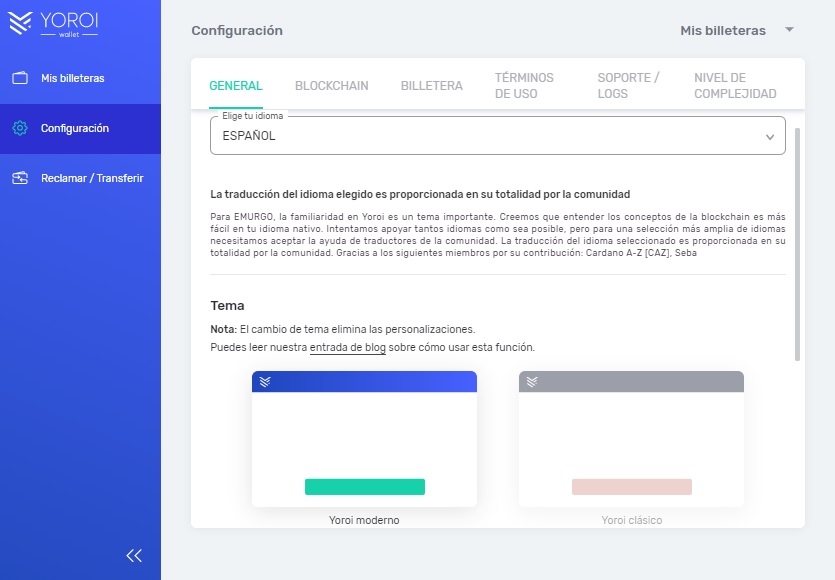 YOROI
wallet
Mis billeteras
Configuración
Reclamar / Transferir
Configuración
Mis billeteras
GENERAL
BLOCKCHAIN
BILLETERA
TÉRMINOS
DE USO
SOPORTE /
LOGS
NIVEL DE
COMPLEJIDAD
Elige tu idioma
ESPAÑOL
La traducción del idioma elegido es proporcionada en su totalidad por la comunidad
Para EMURGO, la familiaridad en Yoroi es un tema importante. Creemos que entender los conceptos de la blockchain es más
fácil en tu idioma nativo. Intentamos apoyar tantos idiomas como sea posible, pero para una selección más amplia de idiomas
necesitamos aceptar la ayuda de traductores de la comunidad. La traducción del idioma seleccionado es proporcionada en su
totalidad por la comunidad. Gracias a los siguientes miembros por su contribución: Cardano A-Z [CAZ], Seba
Tema
Nota: El cambio de tema elimina las personalizaciones.
Puedes leer nuestra entrada de blog sobre cómo usar esta función.
Yoroi moderno
Yoroi clásico